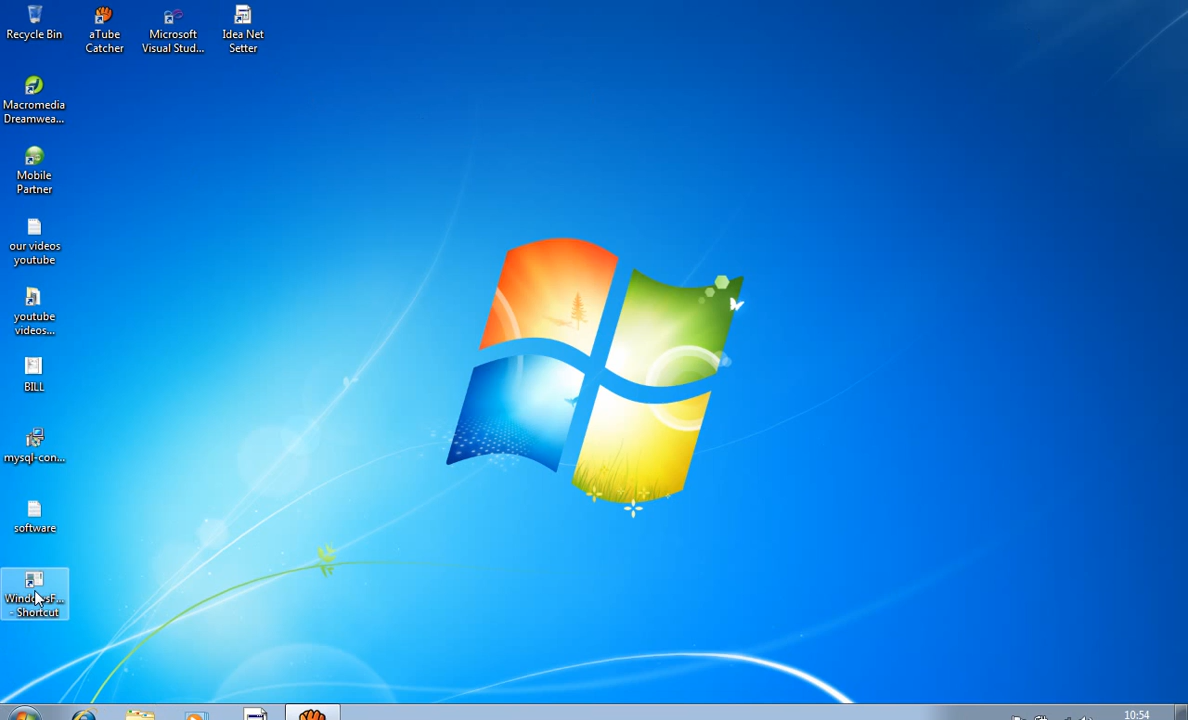 Recycle Bin
aTube
Catcher
Microsoft
Visual Stud...
Idea Net
Setter
Macromedia
Dreamwea...
Mobile
Partner
our videos
youtube
youtube
videos...
BILL
mysql-con...
software
WindowsF...
- Shortcut
10:54